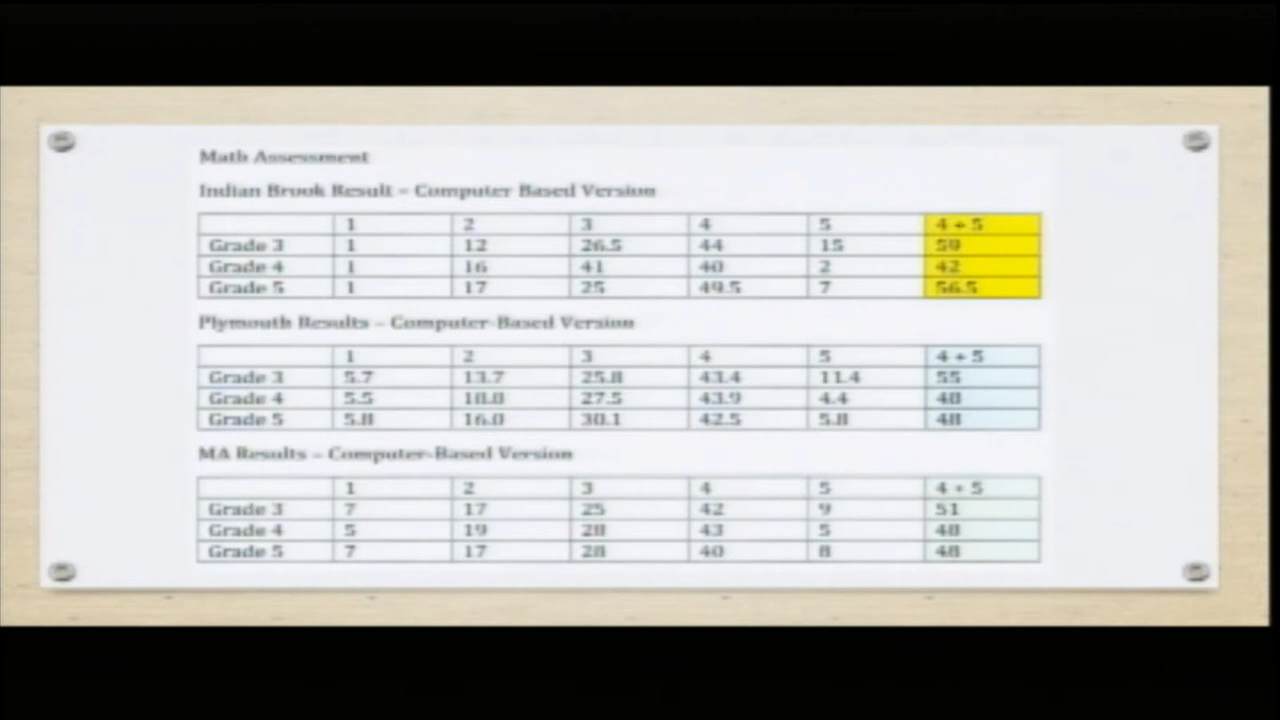 Math Assessment
Indian Brook Result – Computer Based Version
1 2 3 4 5 4 + 5
Grade 3 1 12 26.5 44 15 59
Grade 4 1 16 41 40 2 42
Grade 5 1 17 25 49.5 7 56.5
Plymouth Results – Computer-Based Version
1 2 3 4 5 4 + 5
Grade 3 5.7 13.7 25.8 43.4 11.4 55
Grade 4 5.5 27.5 43.9 4.4 48
Grade 5 5.8 16.0 30.1 42.5 5.8 48
MA Results – Computer-Based Version
1 2 3 4 5 4 + 5
Grade 3 7 17 25 42 9 51
Grade 4 5 19 28 43 5 48
Grade 5 7 17 28 40 8 48